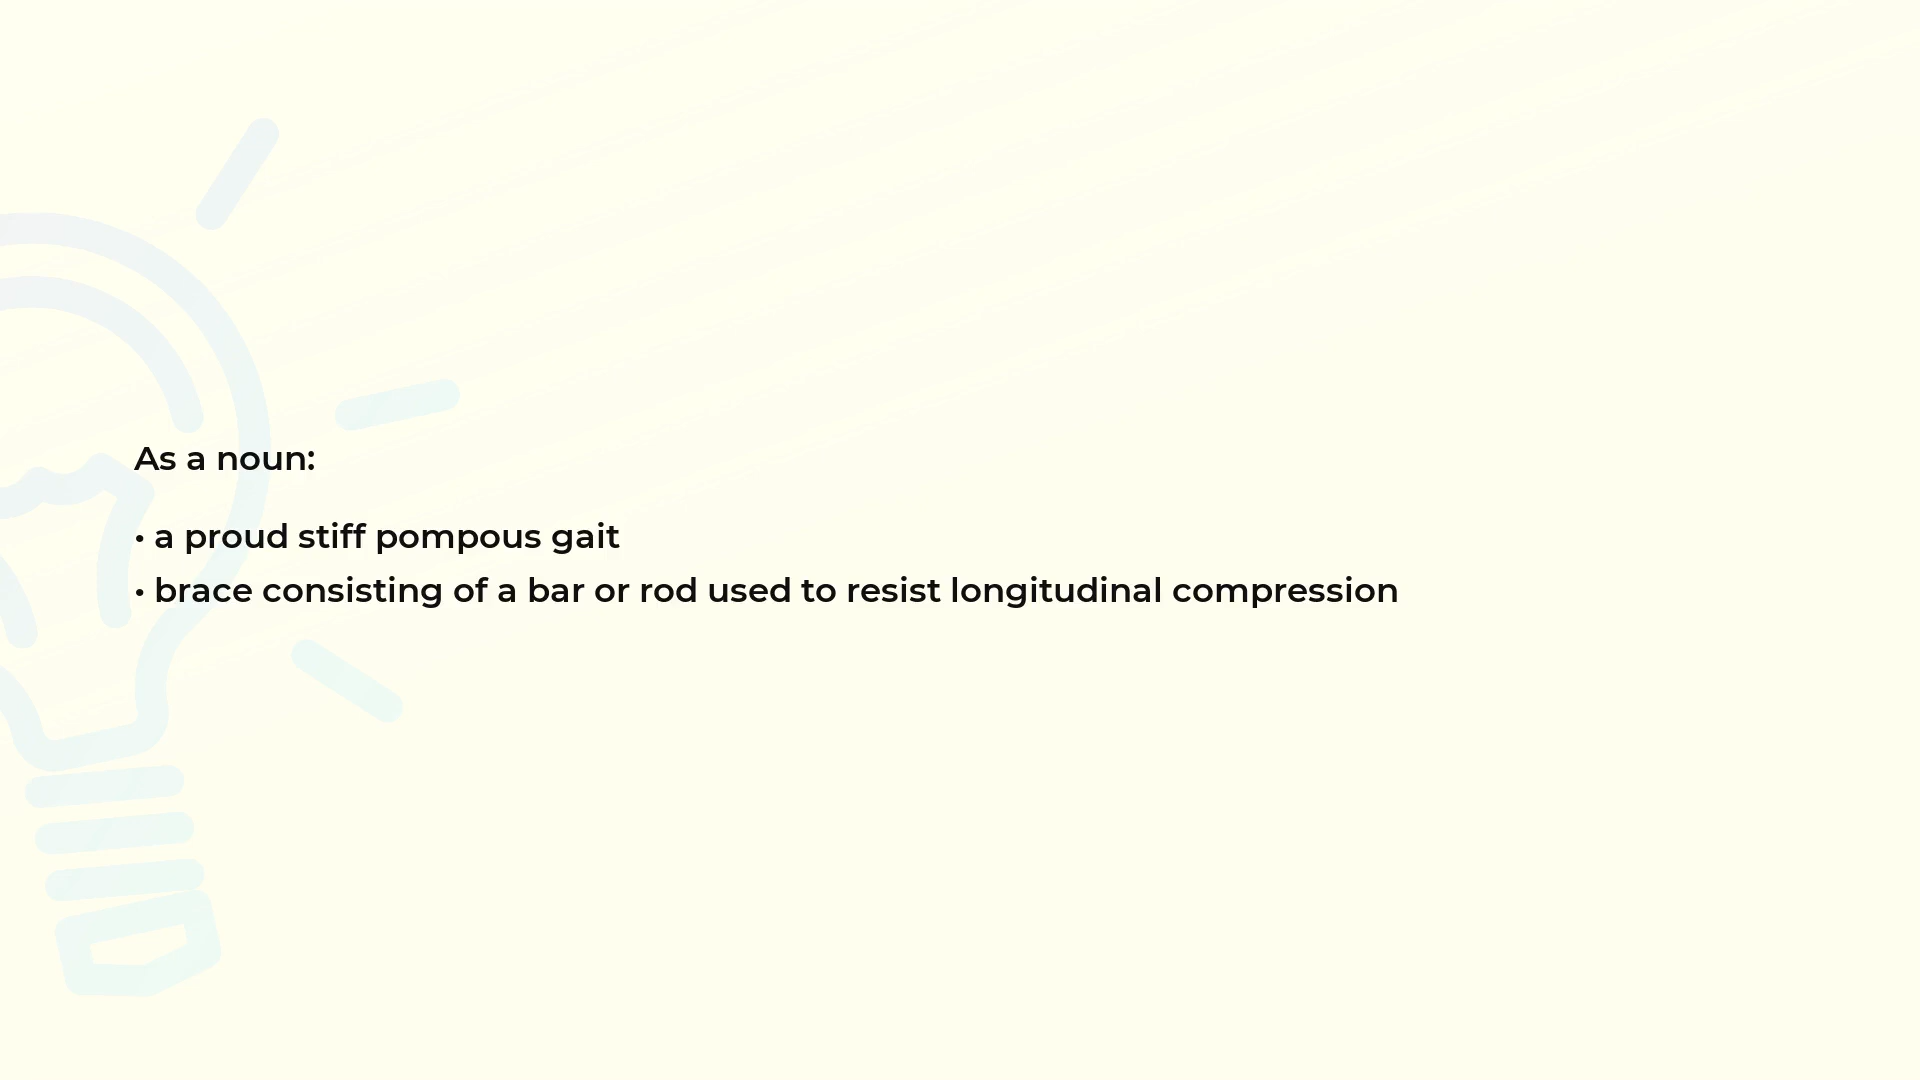 As a noun:
• a proud stiff pompous gait
• brace consisting of a bar or rod used to resist longitudinal compression